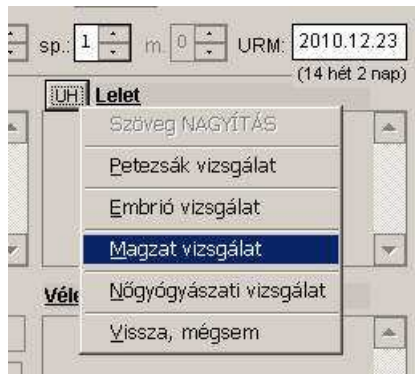 sp.: 1 m. 0 URM: 2010.12.23
(14 hét 2 nap)
UH Lelet
Szöveg NAGYÍTÁS
Petezsák vizsgálat
Embrió vizsgálat
Magzat vizsgálat
Nőgyógyászati vizsgálat
Vissza, mégsem